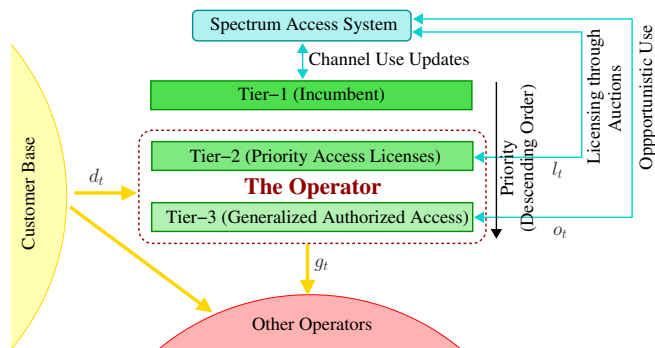 Spectrum Access System
Channel Use Updates
Tier−1 (Incumbent)
Tier−2 (Priority Access Licenses)
The Operator
Tier−3 (Generalized Authorized Access)
Customer Base
d_t
g_t
Other Operators
Priority
(Descending Order)
l_t
o_t
Licensing through
Auctions
Oppportunistic Use